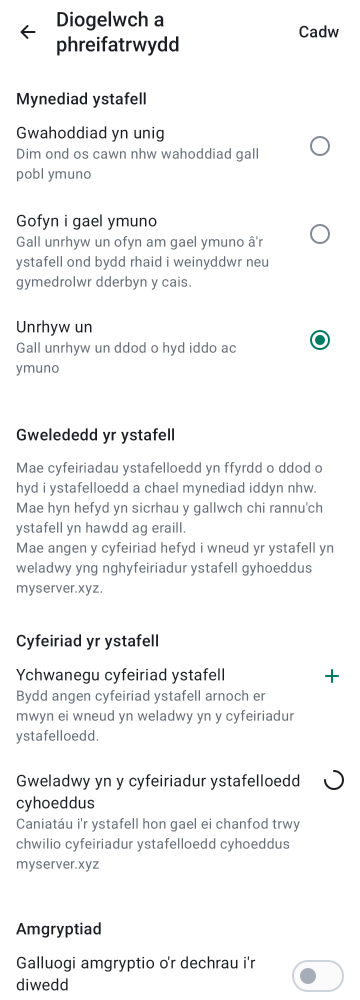 Diogelwch a
phreifatrwydd
Cadw
Mynediad ystafell
Gwahoddiad yn unig
Dim ond os cawn nhw wahoddiad gall
pobl ymuno
Gofyn i gael ymuno
Gall unrhyw un ofyn am gael ymuno â'r
ystafell ond bydd rhaid i weinyddwr neu
gymedrolwr dderbyn y cais.
Unrhyw un
Gall unrhyw un ddod o hyd iddo ac
ymuno
Gwelededd yr ystafell
Mae cyfeiriadau ystafelloedd yn ffyrdd o ddod o
hyd i ystafelloedd a chael mynediad iddyn nhw.
Mae hyn hefyd yn sicrhau y gallwch chi rannu'ch
ystafell yn hawdd ag eraill.
Mae angen y cyfeiriad hefyd i wneud yr ystafell yn
weladwy yng nghyfeiriadur ystafell gyhoeddus
myserver.xyz.
Cyfeiriad yr ystafell
Ychwanegu cyfeiriad ystafell
Bydd angen cyfeiriad ystafell arnoch er
mwyn ei wneud yn weladwy yn y cyfeiriadur
ystafelloedd.
Gweladwy yn y cyfeiriadur ystafelloedd
cyhoeddus
Caniatáu i'r ystafell hon gael ei chanfod trwy
chwilio cyfeiriadur ystafelloedd cyhoeddus
myserver.xyz
Amgryptiad
Galluogi amgryptio o'r dechrau i'r
diwedd